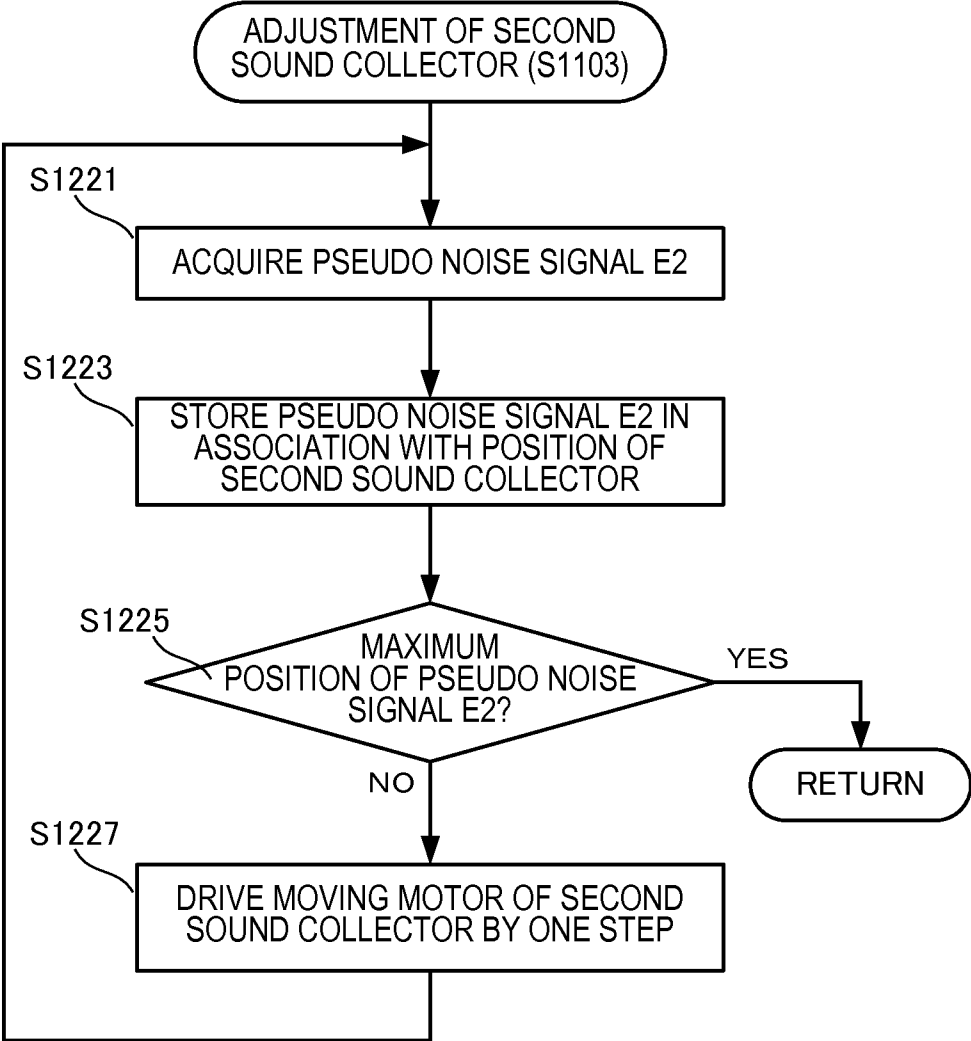 ADJUSTMENT OF SECOND
SOUND COLLECTOR (S1103)
S1221
ACQUIRE PSEUDO NOISE SIGNAL E2
S1223
STORE PSEUDO NOISE SIGNAL E2 IN
ASSOCIATION WITH POSITION OF
SECOND SOUND COLLECTOR
S1225
MAXIMUM
POSITION OF PSEUDO NOISE
SIGNAL E2?
YES
RETURN
NO
S1227
DRIVE MOVING MOTOR OF SECOND
SOUND COLLECTOR BY ONE STEP